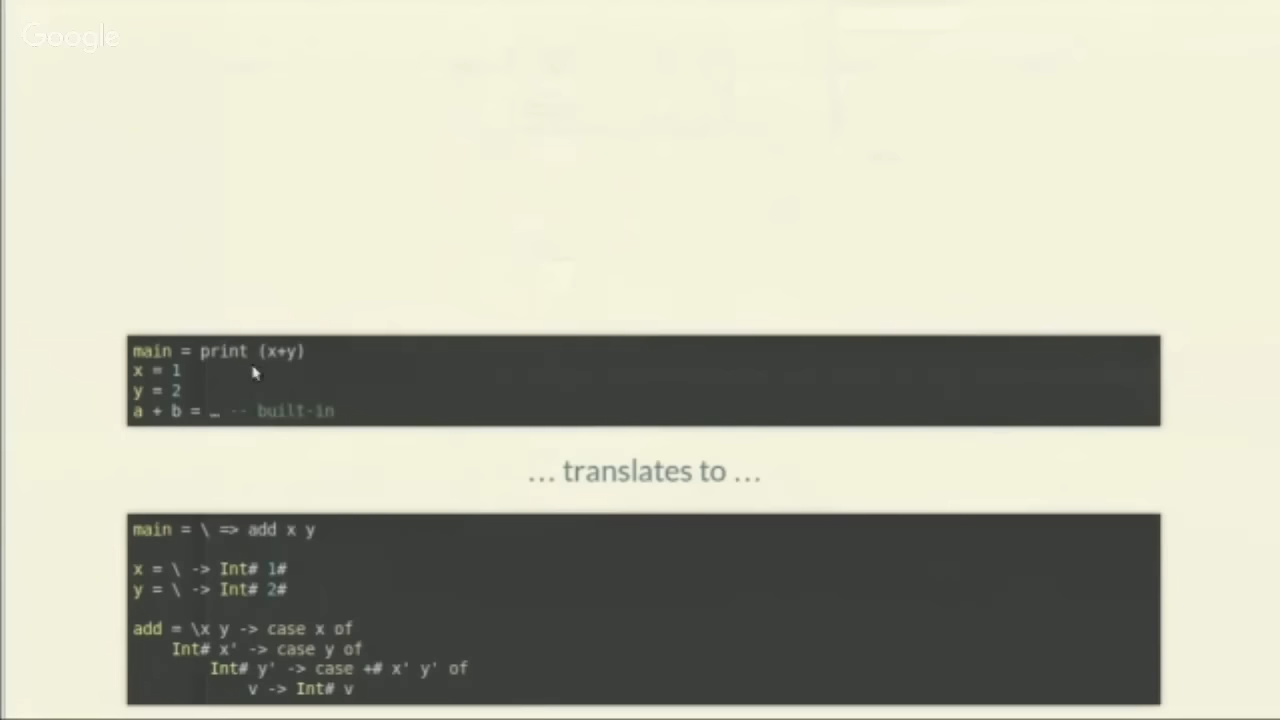 Google
main = print (x+y)
x = 1
y = 2
a + b = … -- built-in
… translates to …
main = \ => add x y
x = \ -> Int# 1#
y = \ -> Int# 2#
add = \x y -> case x of
Int# x' -> case y of
Int# y' -> case +# x' y' of
v -> Int# v